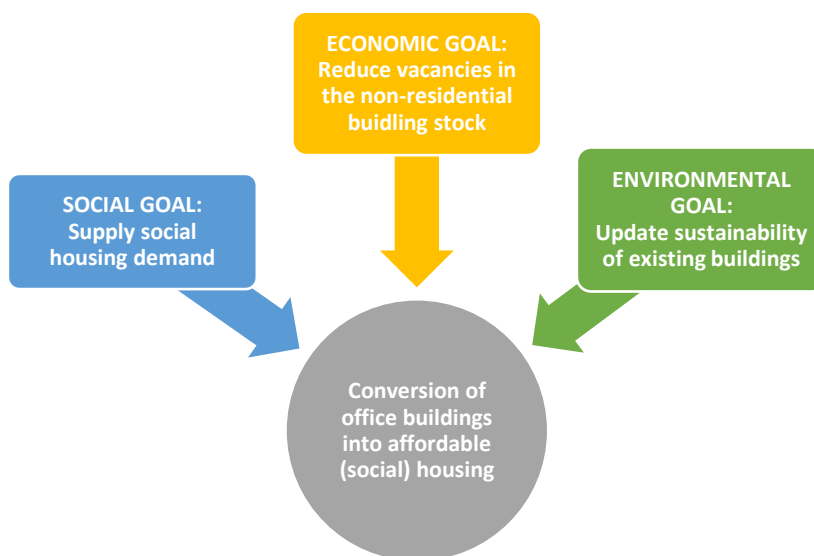 ECONOMIC GOAL:
Reduce vacancies in
the non-residential
buidling stock
SOCIAL GOAL:
Supply social
housing demand
ENVIRONMENTAL
GOAL:
Update sustainability
of existing buildings
Conversion of
office buildings
into affordable
(social) housing